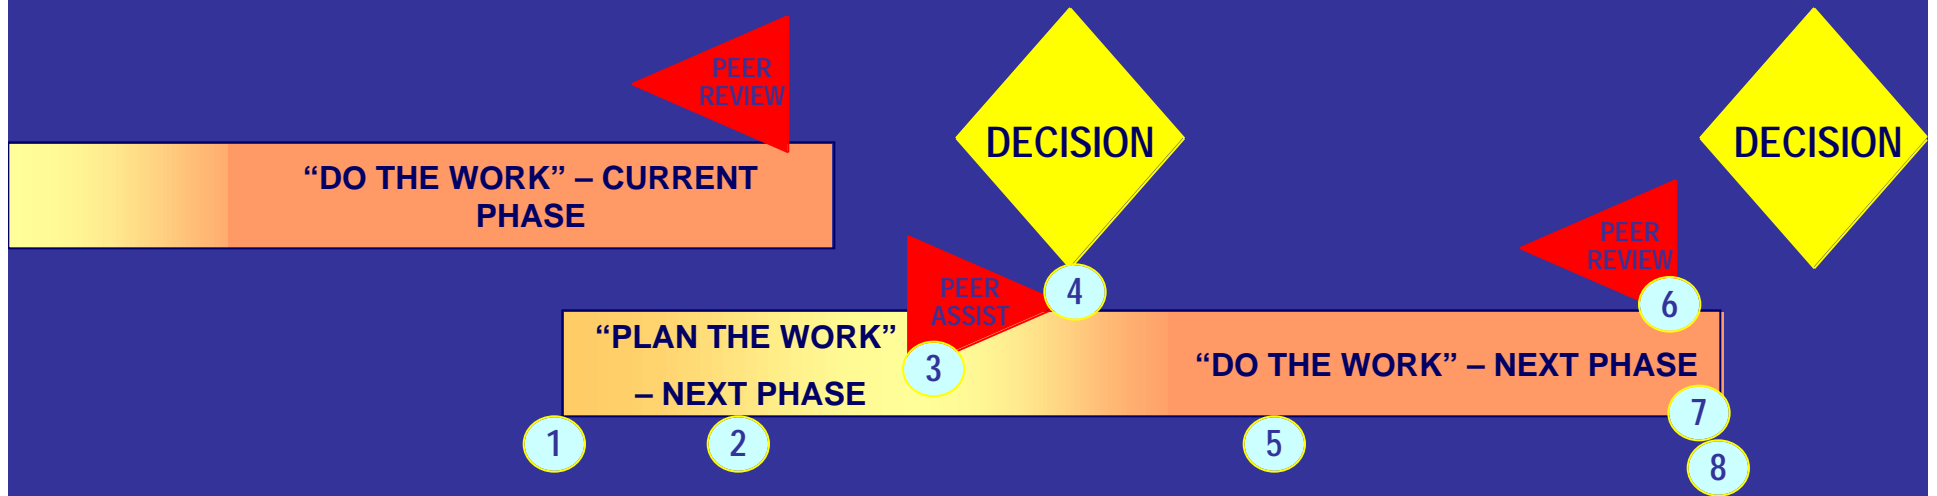 PEER
REVIEW
DECISION
DECISION
“DO THE WORK” – CURRENT
PHASE
PEER
REVIEW
PEER
ASSIST
4
6
“PLAN THE WORK”
– NEXT PHASE
3
“DO THE WORK” – NEXT PHASE
7
1
2
5
8